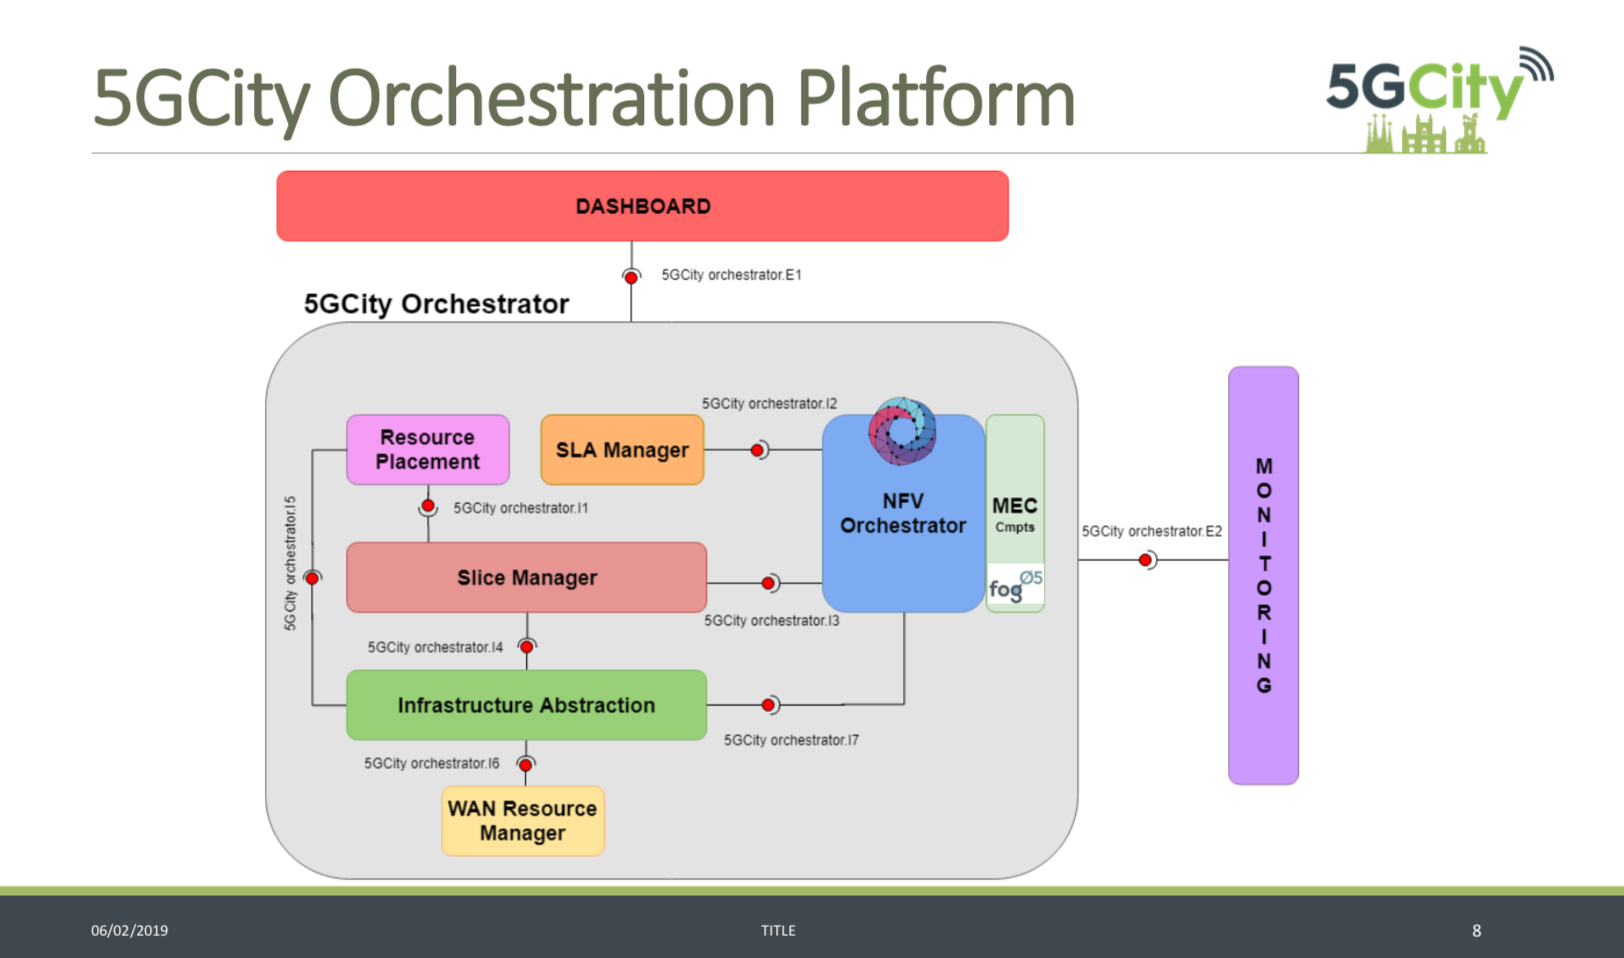 5GCity Orchestration Platform
5GCity
DASHBOARD
5GCity orchestrator.E1
5GCity Orchestrator
5GCity orchestrator.I2
Resource
Placement
SLA Manager
NFV
Orchestrator
MEC
Cmpts
fogØ5
5GCity orchestrator.I1
5GCity orchestrator.I5
Slice Manager
5GCity orchestrator.I3
5GCity orchestrator.I4
Infrastructure Abstraction
5GCity orchestrator.I7
5GCity orchestrator.I6
WAN Resource
Manager
5GCity orchestrator.E2
MONITORING
06/02/2019
TITLE
8